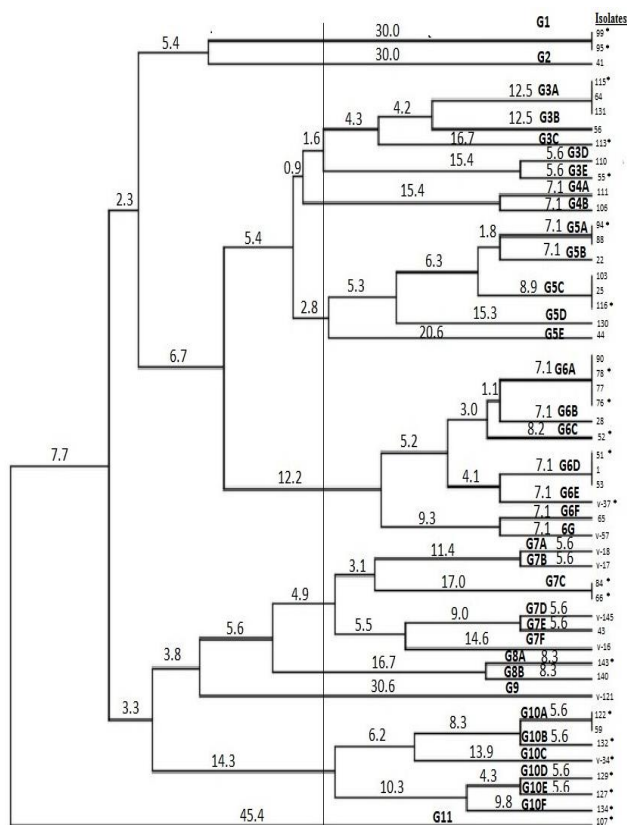 G1 Isolates
30.0 99 *
5.4 95 *
30.0 G2 41
115 *
12.5 G3A 64
4.2 131
4.3 12.5 G3B 56
1.6 16.7 G3C 113 *
5.6 G3D 110
0.9 15.4 5.6 G3E 55 *
7.1 G4A 111
2.3 15.4 7.1 G4B 106
7.1 G5A 94 *
5.4 1.8 88
7.1 G5B 22
6.3 103
5.3 8.9 G5C 25
2.8 116 *
15.3 G5D 130
20.6 G5E 44
6.7 90
7.1 G6A 78 *
77
1.1 76 *
3.0 7.1 G6B 28
8.2 G6C 52 *
5.2 51 *
7.7 7.1 G6D 1
12.2 4.1 53
7.1 G6E v-37 *
7.1 G6F 65
9.3 7.1 6G v-57
G7A 5.6 v-18
11.4 G7B 5.6 v-17
3.1 G7C 84 *
17.0 66 *
4.9 G7D 5.6 v-145
9.0 G7E 5.6 43
5.5 G7F
5.6 14.6 v-16
G8A 8.3 143 *
3.8 16.7 G8B 8.3 140
G9
30.6 v-121
3.3 G10A 5.6 122 *
8.3 59
6.2 G10B 5.6 132 *
14.3 13.9 G10C v-34 *
4.3 G10D 5.6 129 *
10.3 G10E 5.6 127 *
9.8 G10F 134 *
45.4 G11 107 *